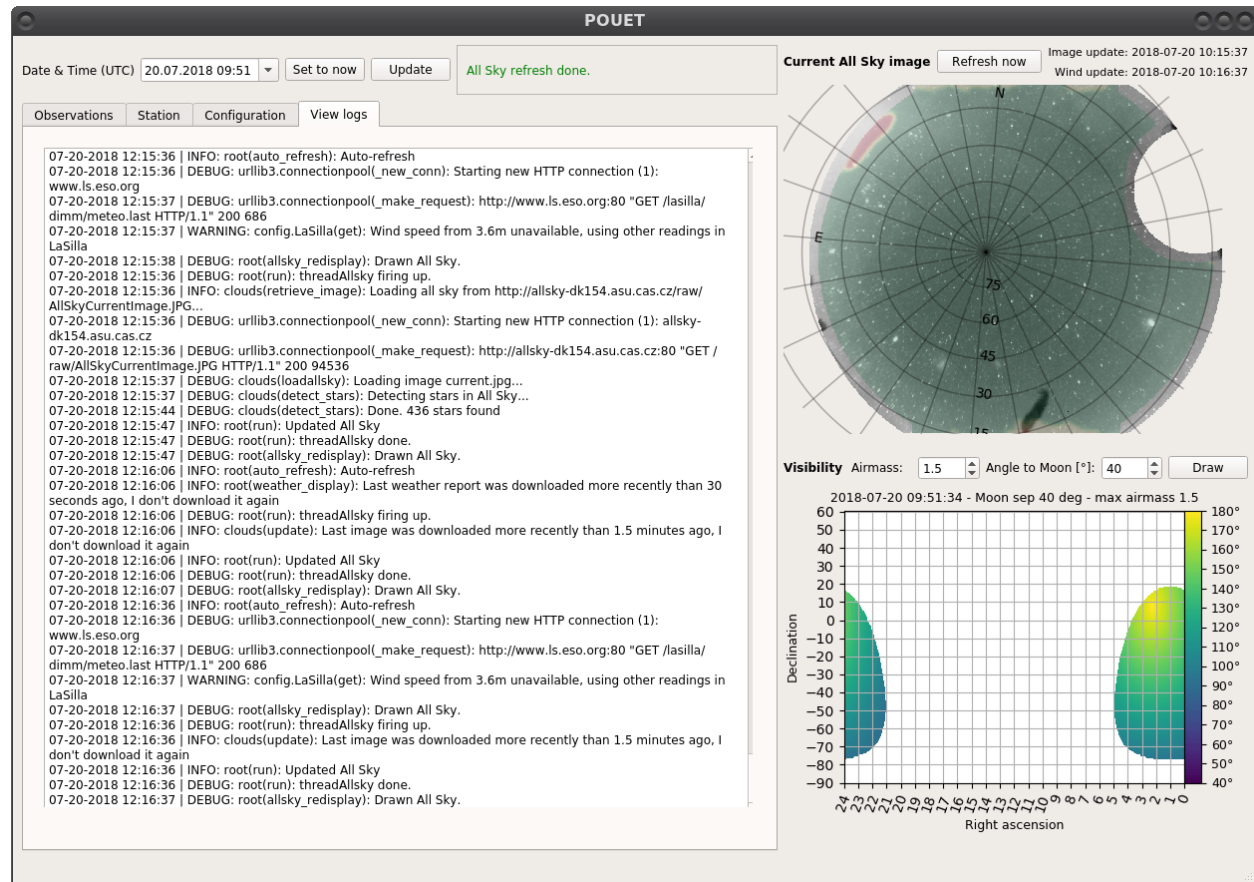 POUET
Date & Time (UTC) 20.07.2018 09:51 Set to now Update
All Sky refresh done.
Observations Station Configuration View logs
07-20-2018 12:15:36 | INFO: root(auto_refresh): Auto-refresh
07-20-2018 12:15:36 | DEBUG: urllib3.connectionpool(_new_conn): Starting new HTTP connection (1):
www.ls.eso.org
07-20-2018 12:15:37 | DEBUG: urllib3.connectionpool(_make_request): http://www.ls.eso.org:80 "GET /lasilla/
dimm/meteo.last HTTP/1.1" 200 686
07-20-2018 12:15:37 | WARNING: config.LaSilla(get): Wind speed from 3.6m unavailable, using other readings in
LaSilla
07-20-2018 12:15:38 | DEBUG: root(allsky_redisplay): Drawn All Sky.
07-20-2018 12:15:36 | DEBUG: root(run): threadAllsky firing up.
07-20-2018 12:15:36 | INFO: clouds(retrieve_image): Loading all sky from http://allsky-dk154.asu.cas.cz/raw/
AllSkyCurrentImage.JPG...
07-20-2018 12:15:36 | DEBUG: urllib3.connectionpool(_new_conn): Starting new HTTP connection (1): allsky-
dk154.asu.cas.cz
07-20-2018 12:15:36 | DEBUG: urllib3.connectionpool(_make_request): http://allsky-dk154.asu.cas.cz:80 "GET /
raw/AllSkyCurrentImage.JPG HTTP/1.1" 200 94536
07-20-2018 12:15:37 | DEBUG: clouds(loadallsky): Loading image current.jpg...
07-20-2018 12:15:37 | DEBUG: clouds(detect_stars): Detecting stars in All Sky...
07-20-2018 12:15:44 | DEBUG: clouds(detect_stars): Done. 436 stars found
07-20-2018 12:15:47 | INFO: root(run): Updated All Sky
07-20-2018 12:15:47 | DEBUG: root(run): threadAllsky done.
07-20-2018 12:15:47 | DEBUG: root(allsky_redisplay): Drawn All Sky.
07-20-2018 12:16:06 | INFO: root(auto_refresh): Auto-refresh
07-20-2018 12:16:06 | INFO: root(weather_display): Last weather report was downloaded more recently than 30
seconds ago, I don't download it again
07-20-2018 12:16:06 | DEBUG: root(run): threadAllsky firing up.
07-20-2018 12:16:06 | INFO: clouds(update): Last image was downloaded more recently than 1.5 minutes ago, I
don't download it again
07-20-2018 12:16:06 | INFO: root(run): Updated All Sky
07-20-2018 12:16:06 | DEBUG: root(run): threadAllsky done.
07-20-2018 12:16:07 | DEBUG: root(allsky_redisplay): Drawn All Sky.
07-20-2018 12:16:36 | INFO: root(auto_refresh): Auto-refresh
07-20-2018 12:16:36 | DEBUG: urllib3.connectionpool(_new_conn): Starting new HTTP connection (1):
www.ls.eso.org
07-20-2018 12:16:37 | DEBUG: urllib3.connectionpool(_make_request): http://www.ls.eso.org:80 "GET /lasilla/
dimm/meteo.last HTTP/1.1" 200 686
07-20-2018 12:16:37 | WARNING: config.LaSilla(get): Wind speed from 3.6m unavailable, using other readings in
LaSilla
07-20-2018 12:16:37 | DEBUG: root(allsky_redisplay): Drawn All Sky.
07-20-2018 12:16:36 | DEBUG: root(run): threadAllsky firing up.
07-20-2018 12:16:36 | INFO: clouds(update): Last image was downloaded more recently than 1.5 minutes ago, I
don't download it again
07-20-2018 12:16:36 | INFO: root(run): Updated All Sky
07-20-2018 12:16:36 | DEBUG: root(run): threadAllsky done.
07-20-2018 12:16:37 | DEBUG: root(allsky_redisplay): Drawn All Sky.
Current All Sky image Refresh now
Image update: 2018-07-20 10:15:37
Wind update: 2018-07-20 10:16:37
N
E
75
60
45
30
15
Visibility Airmass: 1.5 Angle to Moon [°]: 40 Draw
2018-07-20 09:51:34 - Moon sep 40 deg - max airmass 1.5
Declination
60
50
40
30
20
10
0
−10
−20
−30
−40
−50
−60
−70
−80
−90
24 23 22 21 20 19 18 17 16 15 14 13 12 11 10 9 8 7 6 5 4 3 2 1 0
Right ascension
180°
170°
160°
150°
140°
130°
120°
110°
100°
90°
80°
70°
60°
50°
40°